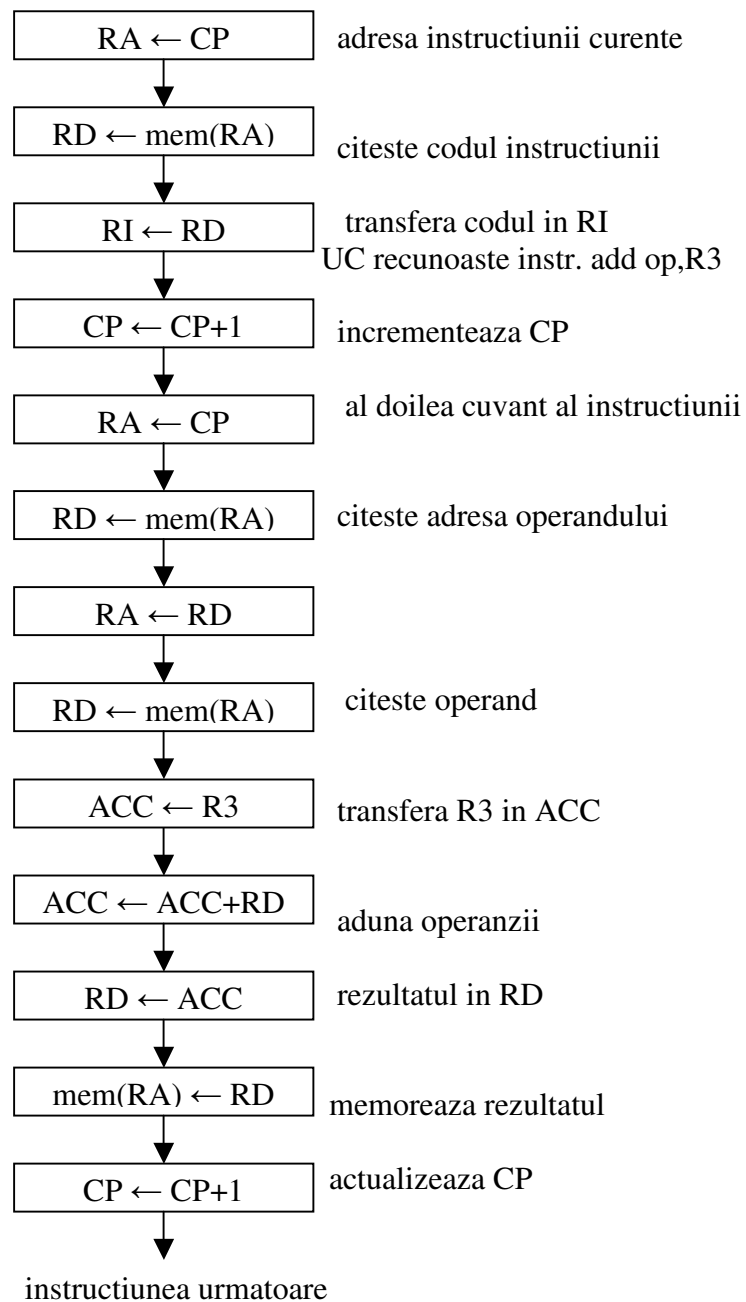 RA ← CP
adresa instructiunii curente
RD ← mem(RA)
citeste codul instructiunii
RI ← RD
transfera codul in RI
UC recunoaste instr. add op,R3
CP ← CP+1
incrementeaza CP
RA ← CP
al doilea cuvant al instructiunii
RD ← mem(RA)
citeste adresa operandului
RA ← RD
RD ← mem(RA)
citeste operand
ACC ← R3
transfera R3 in ACC
ACC ← ACC+RD
aduna operanzii
RD ← ACC
rezultatul in RD
mem(RA) ← RD
memoreaza rezultatul
CP ← CP+1
actualizeaza CP
instructiunea urmatoare